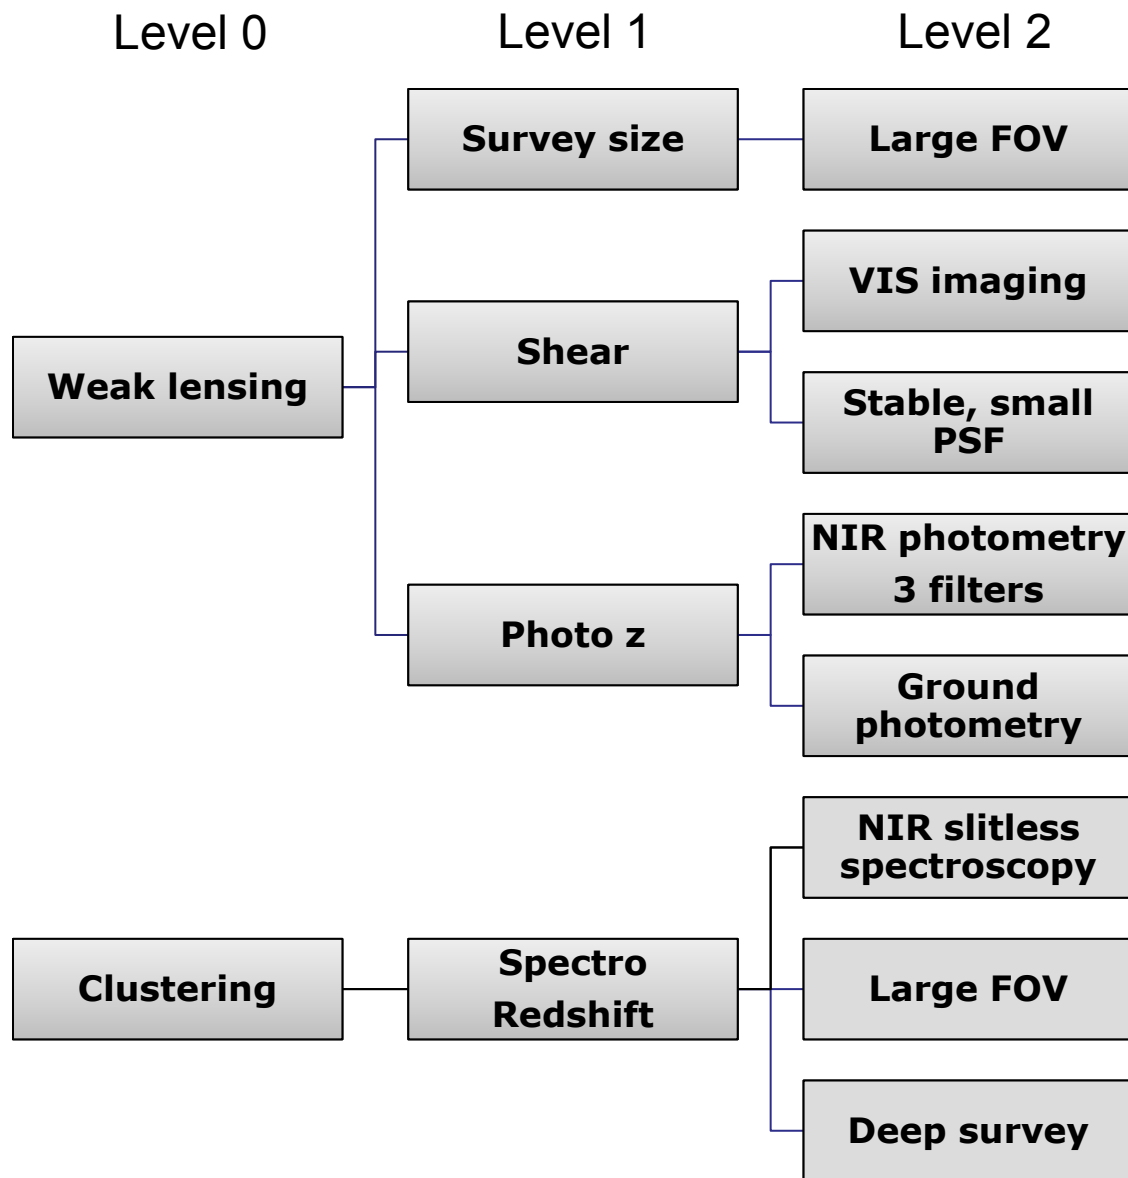 Level 0
Level 1
Level 2
Survey size
Large FOV
VIS imaging
Weak lensing
Shear
Stable, small
PSF
NIR photometry
3 filters
Photo z
Ground
photometry
NIR slitless
spectroscopy
Clustering
Spectro
Redshift
Large FOV
Deep survey